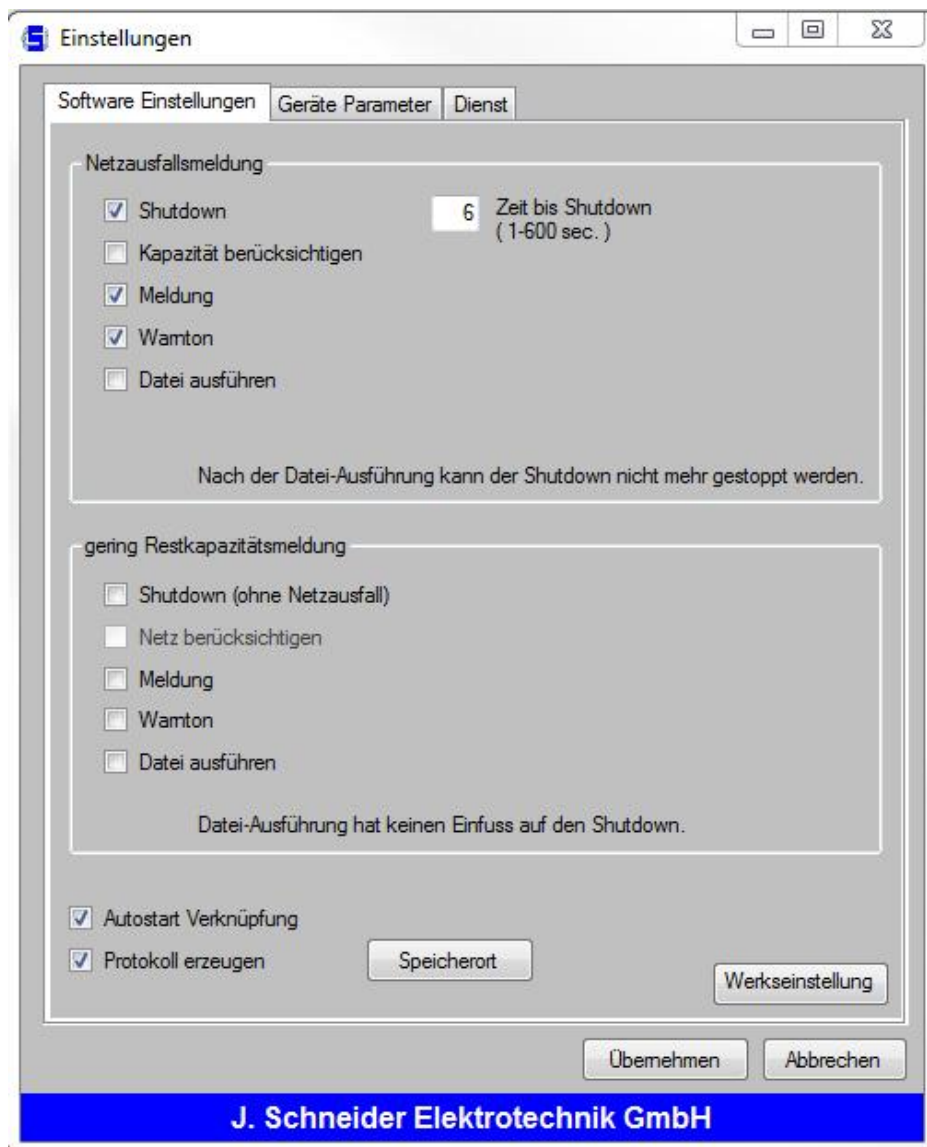 Einstellungen
Software Einstellungen
Geräte Parameter
Dienst
Netzausfallsmeldung
Shutdown
6
Zeit bis Shutdown
( 1-600 sec. )
Kapazität berücksichtigen
Meldung
Warnton
Datei ausführen
Nach der Datei-Ausführung kann der Shutdown nicht mehr gestoppt werden.
gering Restkapazitätsmeldung
Shutdown (ohne Netzausfall)
Netz berücksichtigen
Meldung
Warnton
Datei ausführen
Datei-Ausführung hat keinen Einfuss auf den Shutdown.
Autostart Verknüpfung
Protokoll erzeugen
Speicherort
Werkseinstellung
Übernehmen
Abbrechen
J. Schneider Elektrotechnik GmbH